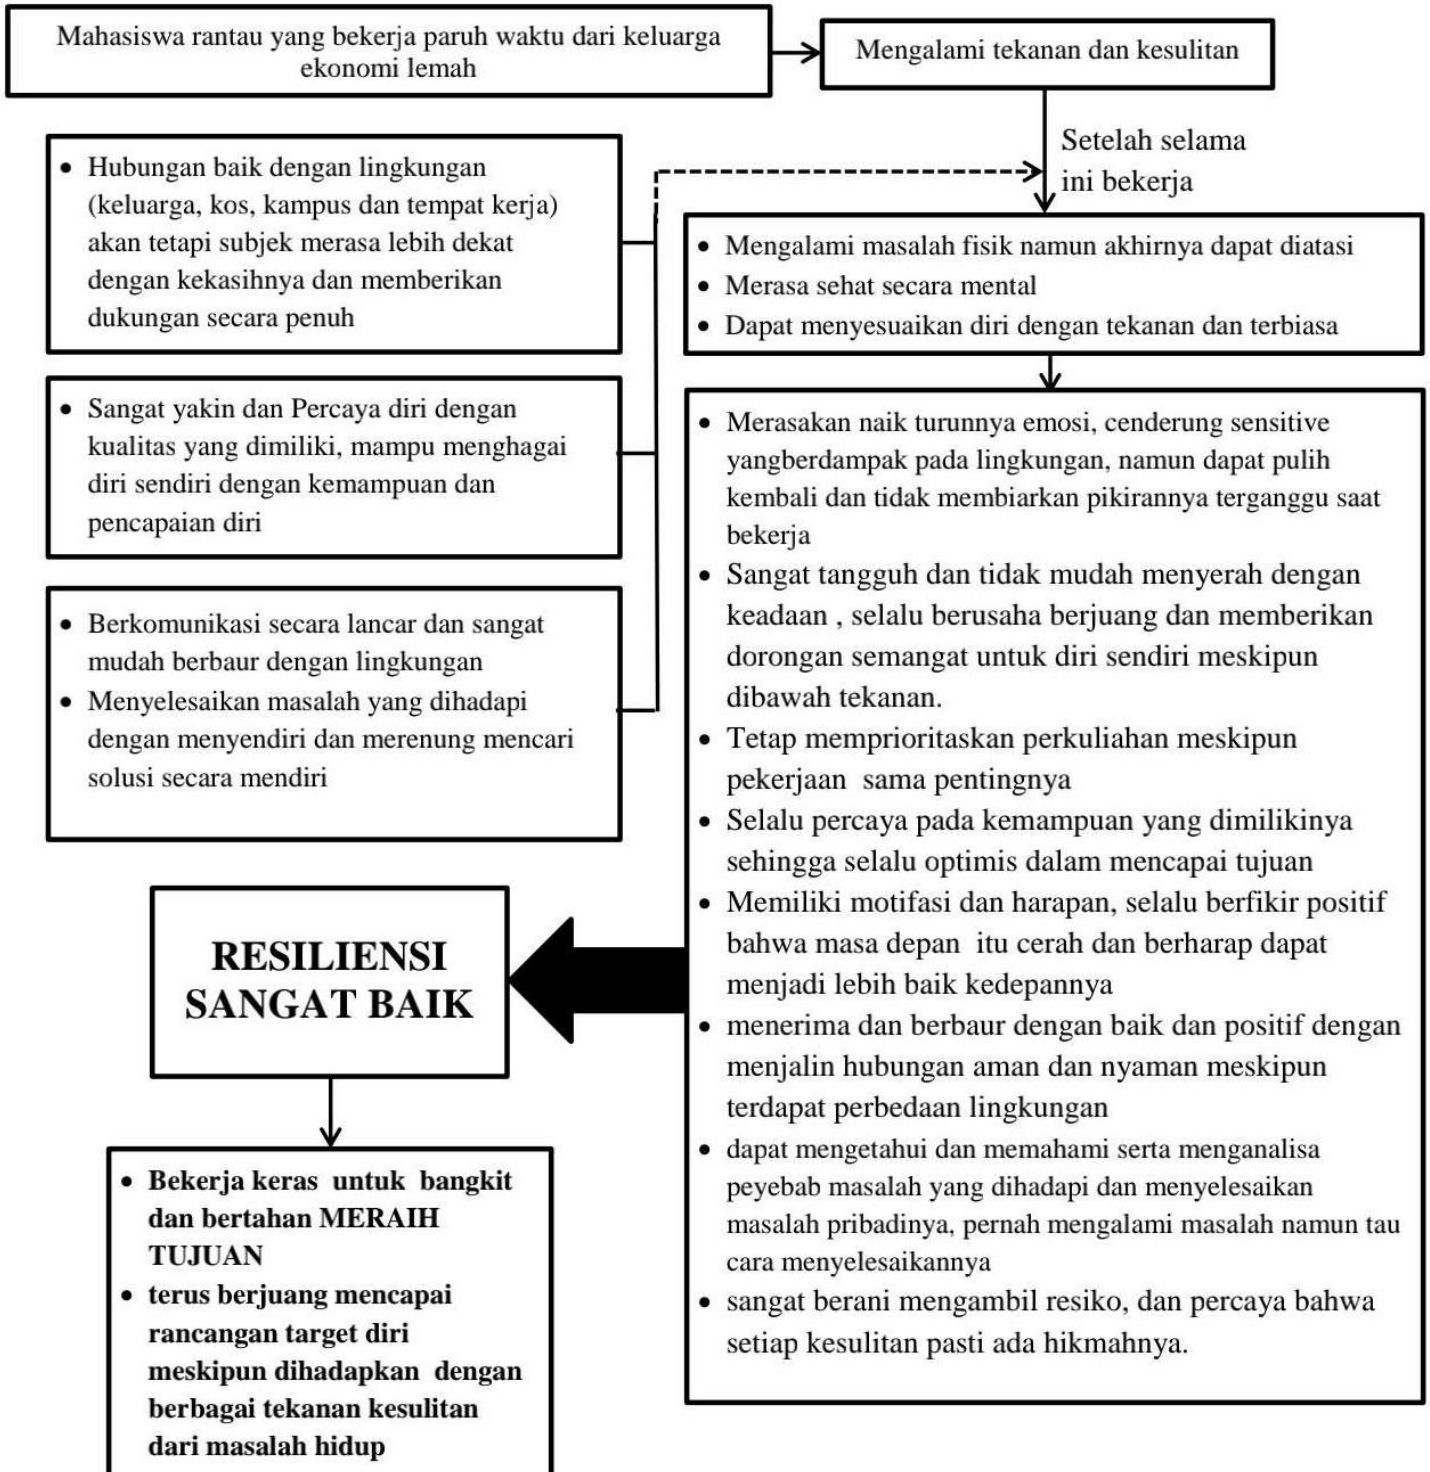 Mahasiswa rantau yang bekerja paruh waktu dari keluarga
ekonomi lemah
Mengalami tekanan dan kesulitan
Setelah selama
ini bekerja
• Hubungan baik dengan lingkungan
(keluarga, kos, kampus dan tempat kerja)
akan tetapi subjek merasa lebih dekat
dengan kekasihnya dan memberikan
dukungan secara penuh
• Sangat yakin dan Percaya diri dengan
kualitas yang dimiliki, mampu menghagai
diri sendiri dengan kemampuan dan
pencapaian diri
• Berkomunikasi secara lancar dan sangat
mudah berbaur dengan lingkungan
• Menyelesaikan masalah yang dihadapi
dengan menyendiri dan merenung mencari
solusi secara mendiri
• Mengalami masalah fisik namun akhirnya dapat diatasi
• Merasa sehat secara mental
• Dapat menyesuaikan diri dengan tekanan dan terbiasa
• Merasakan naik turunnya emosi, cenderung sensitive
yangberdampak pada lingkungan, namun dapat pulih
kembali dan tidak membiarkan pikirannya terganggu saat
bekerja
• Sangat tangguh dan tidak mudah menyerah dengan
keadaan , selalu berusaha berjuang dan memberikan
dorongan semangat untuk diri sendiri meskipun
dibawah tekanan.
• Tetap memprioritaskan perkuliahan meskipun
pekerjaan sama pentingnya
• Selalu percaya pada kemampuan yang dimilikinya
sehingga selalu optimis dalam mencapai tujuan
• Memiliki motifasi dan harapan, selalu berfikir positif
bahwa masa depan itu cerah dan berharap dapat
menjadi lebih baik kedepannya
• menerima dan berbaur dengan baik dan positif dengan
menjalin hubungan aman dan nyaman meskipun
terdapat perbedaan lingkungan
• dapat mengetahui dan memahami serta menganalisa
peyebab masalah yang dihadapi dan menyelesaikan
masalah pribadinya, pernah mengalami masalah namun tau
cara menyelesaikannya
• sangat berani mengambil resiko, dan percaya bahwa
setiap kesulitan pasti ada hikmahnya.
RESILIENSI
SANGAT BAIK
• Bekerja keras untuk bangkit
dan bertahan MERAIH
TUJUAN
• terus berjuang mencapai
rancangan target diri
meskipun dihadapkan dengan
berbagai tekanan kesulitan
dari masalah hidup